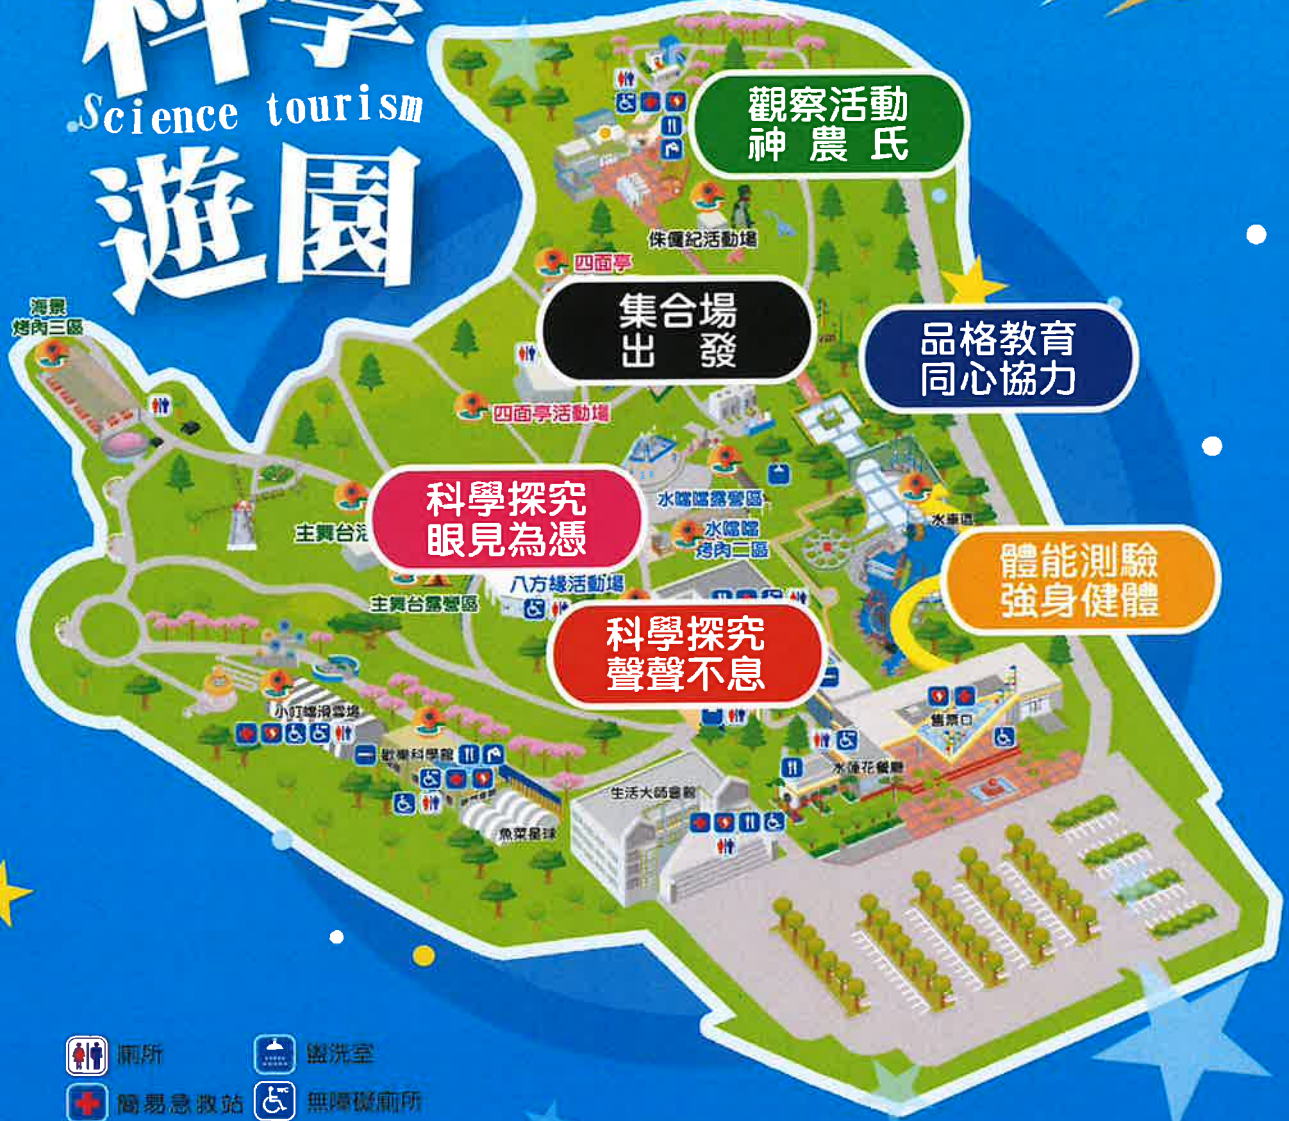 科學
Science tourism
遊園
觀察活動
神農氏
侏儸紀活動場
四面亭
海景
烤肉三區
集合場
出發
品格教育
同心協力
四面亭活動場
科學探究
眼見為憑
水噹噹露營區
水車區
主舞台活
水噹噹
烤肉二區
體能測驗
強身健體
八方緣活動場
主舞台露營區
科學探究
聲聲不息
小叮噹滑雪場
售票口
歡樂科學館
水蓮花餐廳
生活大師會館
魚菜星球
廁所
盥洗室
簡易急救站
無障礙廁所